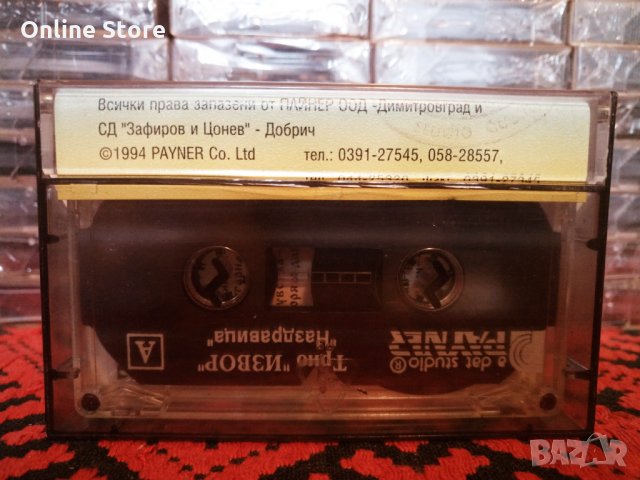 Online Store
Всички права запазени от ПАЙНЕР ООД -Димитровград и
СД "Зафиров и Цонев" - Добрич
©1994 PAYNER Co. Ltd тел.: 0391-27545, 058-28557,
A
Трио "ИЗВОР"
"Наздравица"
PAYNER
a dat studio®
BAZAR